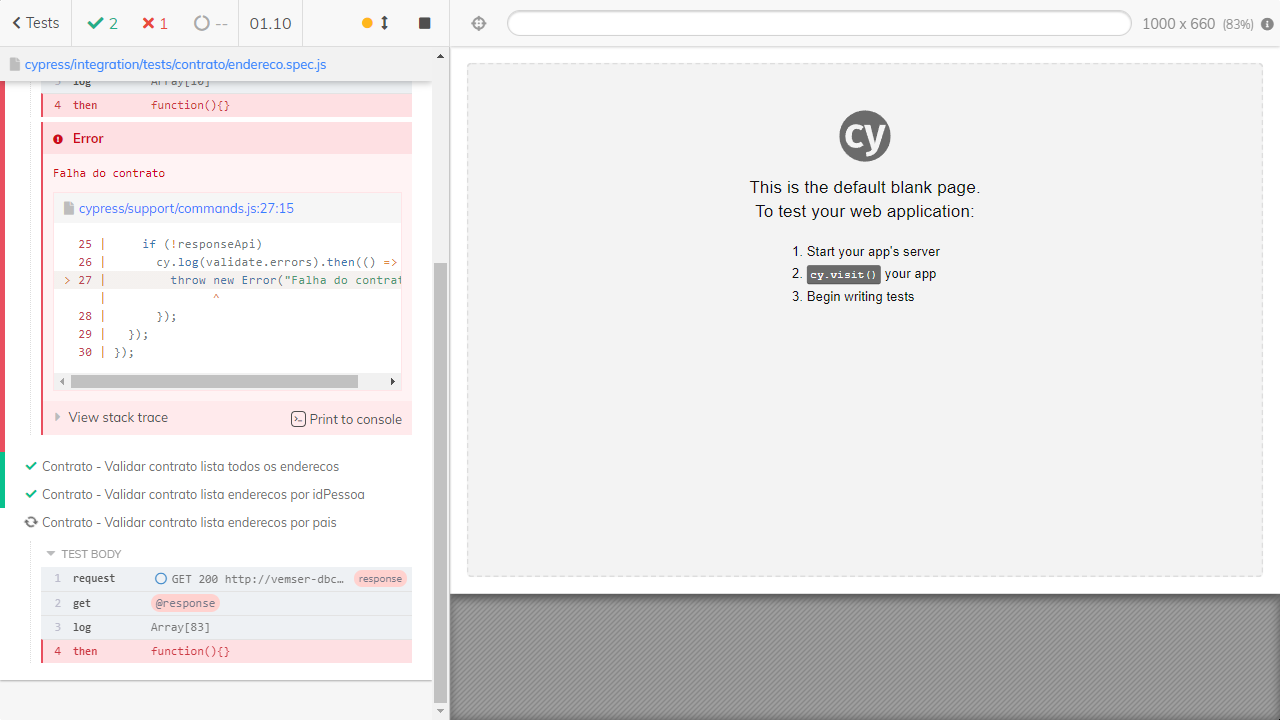 Tests
2
1
--
01.10
1000 x 660 (83%)
cypress/integration/tests/contrato/endereco.spec.js
3 log Array[10]
4 then function(){}
Error
Falha do contrato
cypress/support/commands.js:27:15
25 | if (!responseApi)
26 | cy.log(validate.errors).then(() =>
> 27 | throw new Error("Falha do contrat
| ^
28 | });
29 | });
30 | });
View stack trace
Print to console
Contrato - Validar contrato lista todos os enderecos
Contrato - Validar contrato lista enderecos por idPessoa
Contrato - Validar contrato lista enderecos por pais
TEST BODY
1 request GET 200 http://vemser-dbc... response
2 get @response
3 log Array[83]
4 then function(){}
cy
This is the default blank page.
To test your web application:
1. Start your app's server
2. cy.visit() your app
3. Begin writing tests